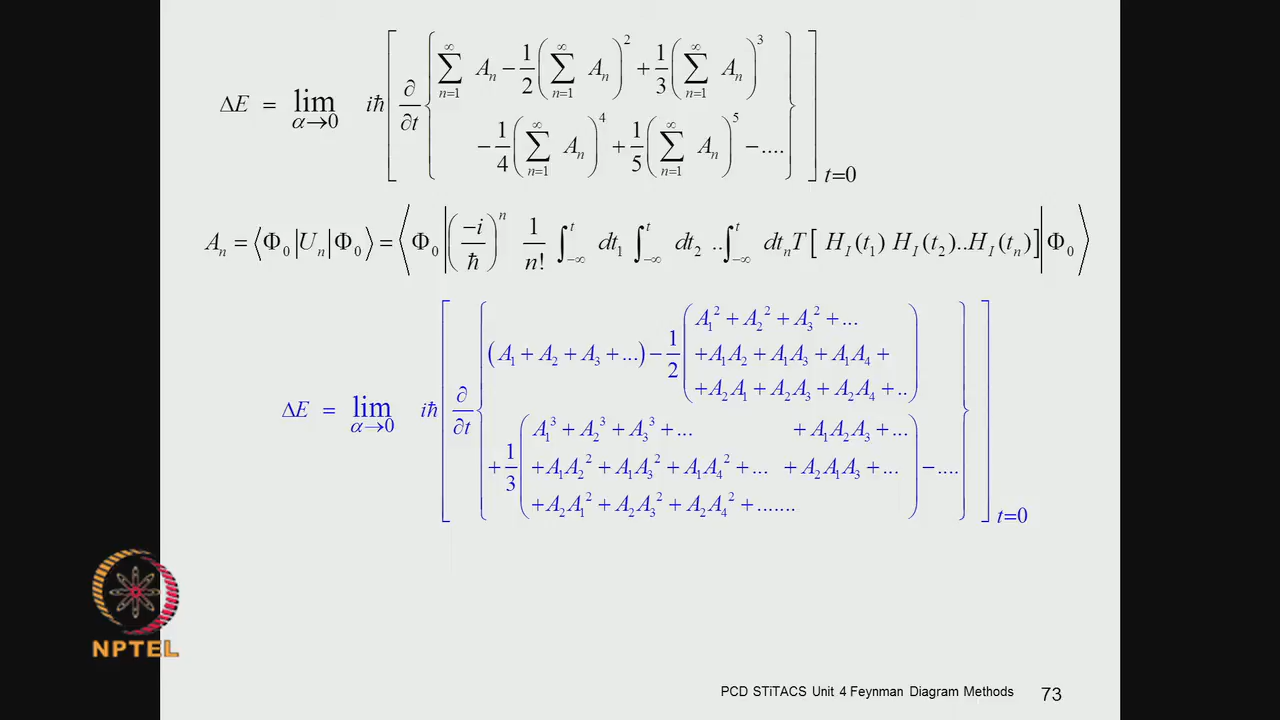 ΔE = lim_{α→0} iħ [ ∂/∂t { ∑_{n=1}^{∞} A_n − 1/2 ( ∑_{n=1}^{∞} A_n )^2 + 1/3 ( ∑_{n=1}^{∞} A_n )^3
− 1/4 ( ∑_{n=1}^{∞} A_n )^4 + 1/5 ( ∑_{n=1}^{∞} A_n )^5 − .... } ]_{t=0}
A_n = ⟨Φ_0|U_n|Φ_0⟩ = ⟨Φ_0| (−i/ħ)^n 1/n! ∫_{−∞}^{t} dt_1 ∫_{−∞}^{t} dt_2 .. ∫_{−∞}^{t} dt_n T[ H_I(t_1) H_I(t_2)..H_I(t_n)] |Φ_0⟩
ΔE = lim_{α→0} iħ [ ∂/∂t { (A_1 + A_2 + A_3 + ...) − 1/2 ( A_1^2 + A_2^2 + A_3^2 + ...
+ A_1A_2 + A_1A_3 + A_1A_4 +
+ A_2A_1 + A_2A_3 + A_2A_4 + .. )
+ 1/3 ( A_1^3 + A_2^3 + A_3^3 + ... + A_1A_2A_3 + ...
+ A_1A_2^2 + A_1A_3^2 + A_1A_4^2 + ... + A_2A_1A_3 + ...
+ A_2A_1^2 + A_2A_3^2 + A_2A_4^2 + ....... ) − .... } ]_{t=0}
NPTEL
PCD STiTACS Unit 4 Feynman Diagram Methods 73